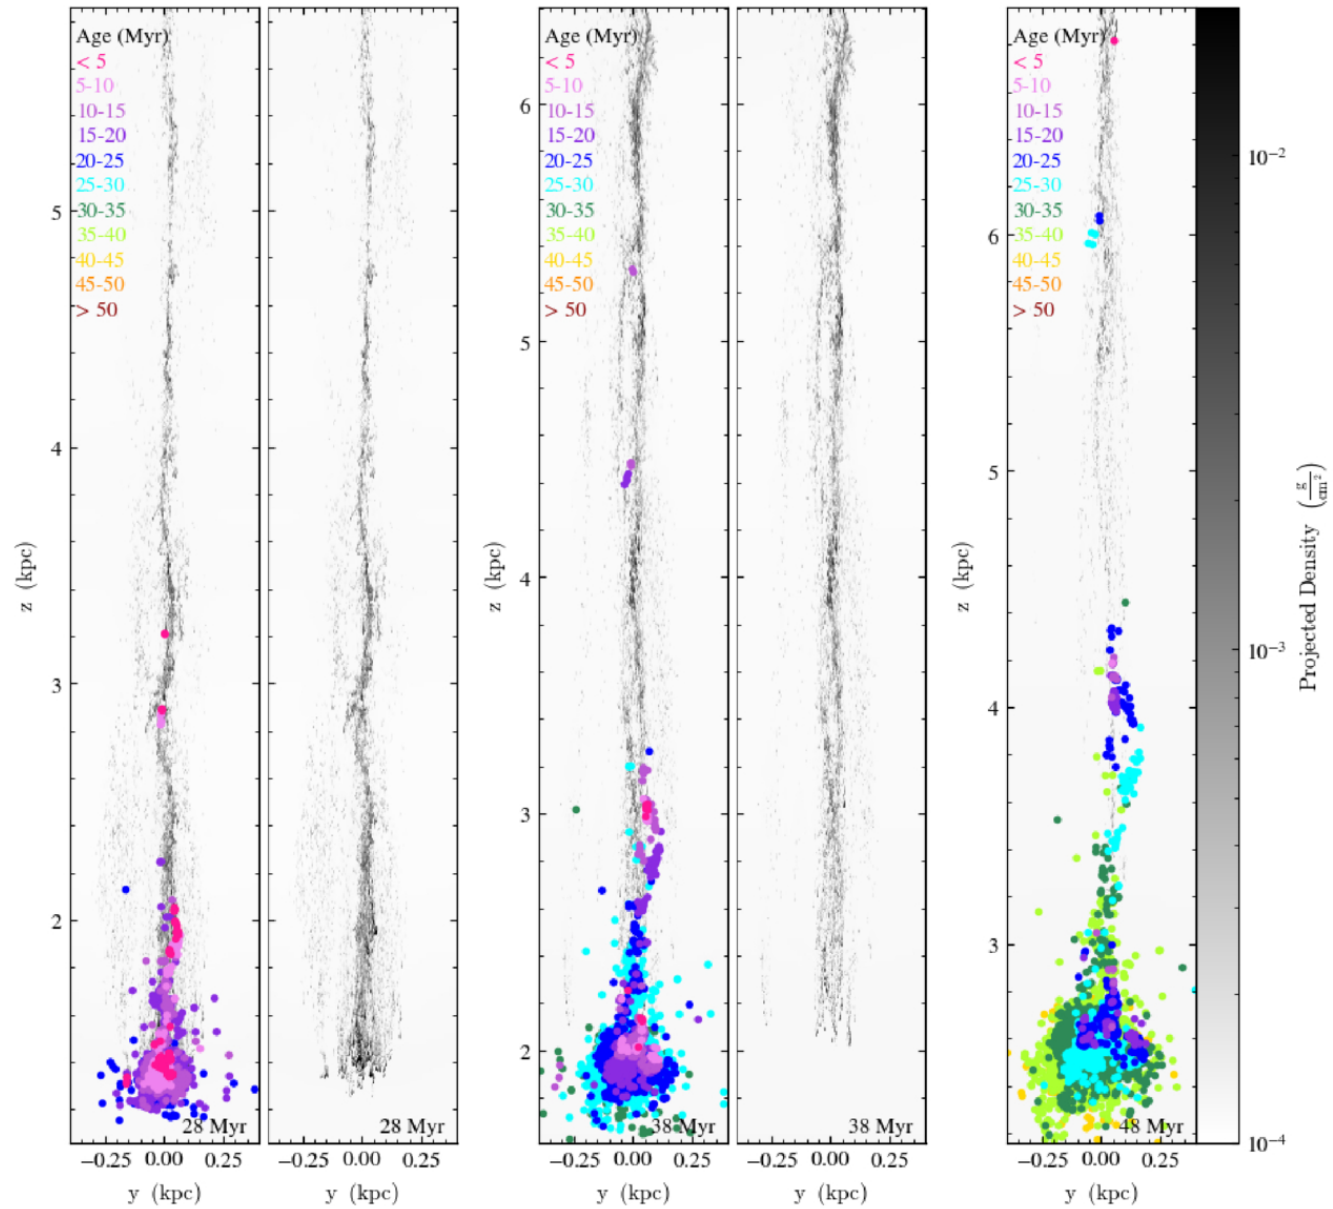 Age (Myr)
< 5
5-10
10-15
15-20
20-25
25-30
30-35
35-40
40-45
45-50
> 50
5
4
3
2
z (kpc)
28 Myr
−0.25 0.00 0.25
y (kpc)
28 Myr
−0.25 0.00 0.25
y (kpc)
Age (Myr)
< 5
5-10
10-15
15-20
20-25
25-30
30-35
35-40
40-45
45-50
> 50
6
5
4
3
2
z (kpc)
38 Myr
−0.25 0.00 0.25
y (kpc)
38 Myr
−0.25 0.00 0.25
y (kpc)
Age (Myr)
< 5
5-10
10-15
15-20
20-25
25-30
30-35
35-40
40-45
45-50
> 50
6
5
4
3
z (kpc)
48 Myr
−0.25 0.00 0.25
y (kpc)
10⁻²
10⁻³
10⁻⁴
Projected Density (g/cm²)